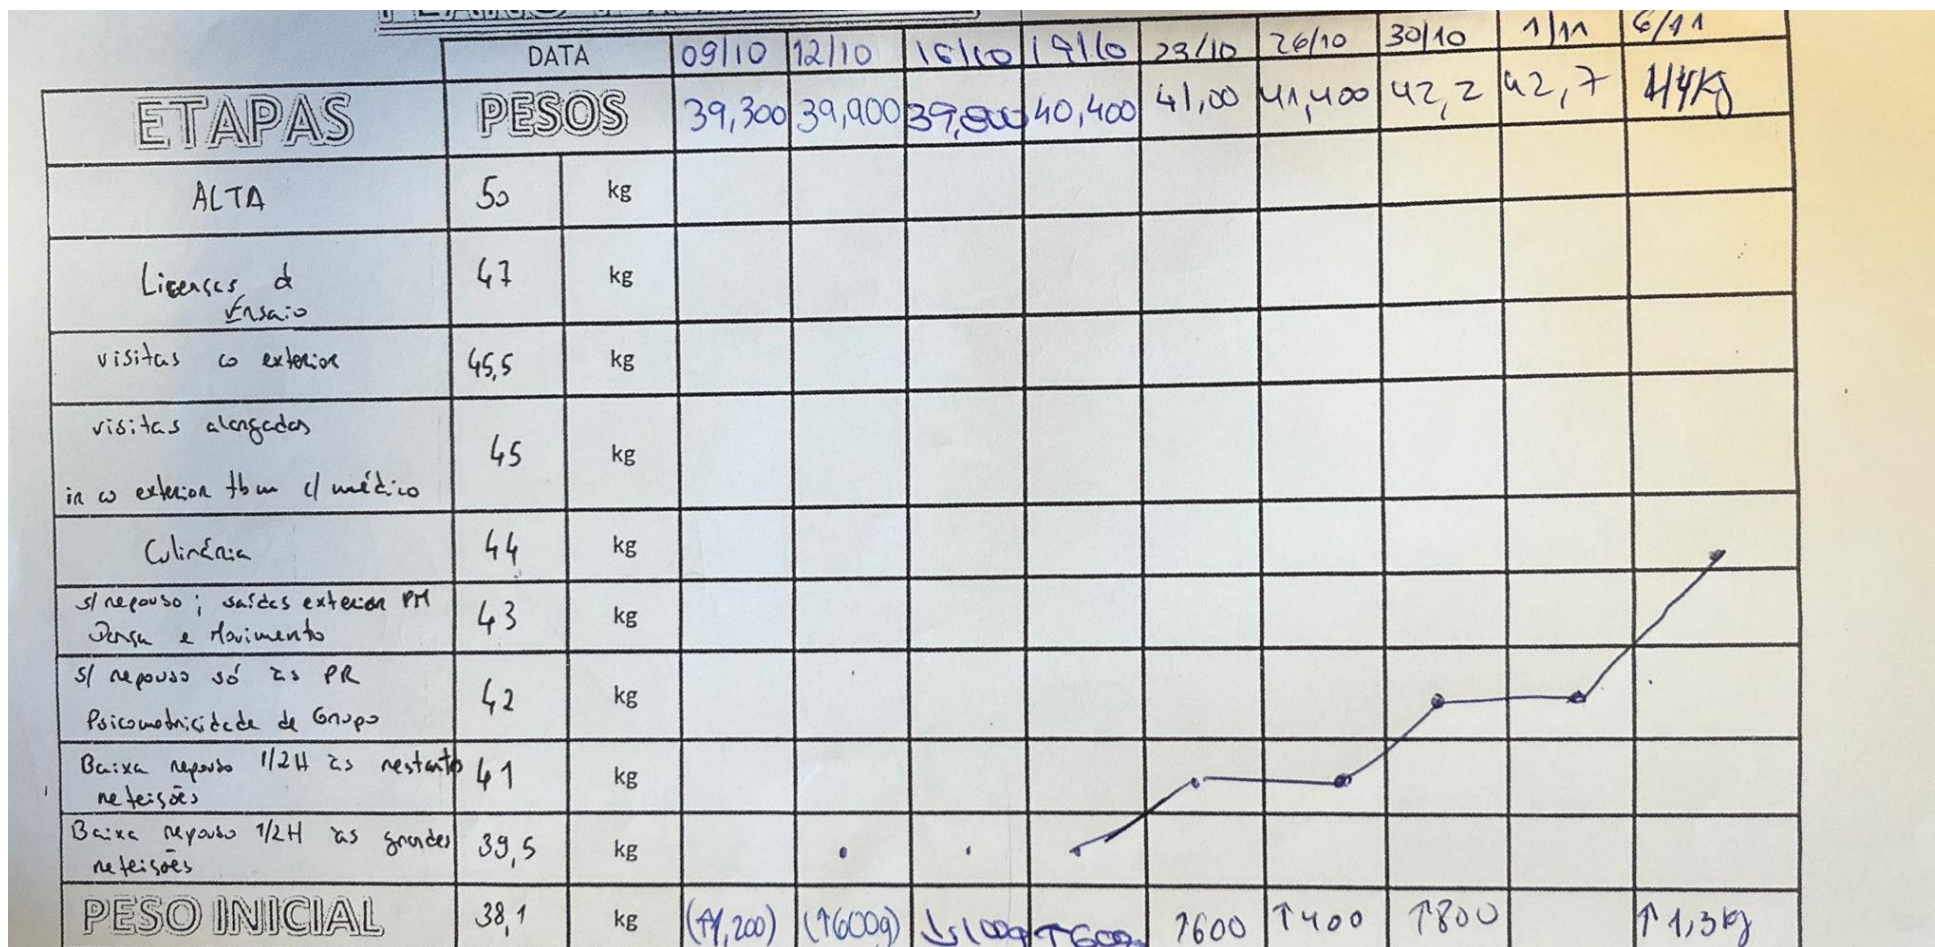 DATA 09/10 12/10 16/10 19/10 23/10 26/10 30/10 1/11 6/11
ETAPAS PESOS 39,300 39,900 39,800 40,400 41,00 41,400 42,2 42,7 44Kg
ALTA 50 kg
Licenças d 47 kg
Ensaio
visitas ao exterior 45,5 kg
visitas alargadas 45 kg
ir ao exterior tbm c/ médico
Culinária 44 kg
s/ repouso; saídas exterior PM 43 kg
Dança e Movimento
s/ repouso só às PR 42 kg
Psicomotricidade de Grupo
Baixa repouso 1/2H às restantes 41 kg
refeições
Baixa repouso 1/2H às grandes 39,5 kg
refeições
PESO INICIAL 38,1 kg (↑1,200) (↑600g) ↓100g ↑600g ↑600 ↑400 ↑800 ↑1,3kg